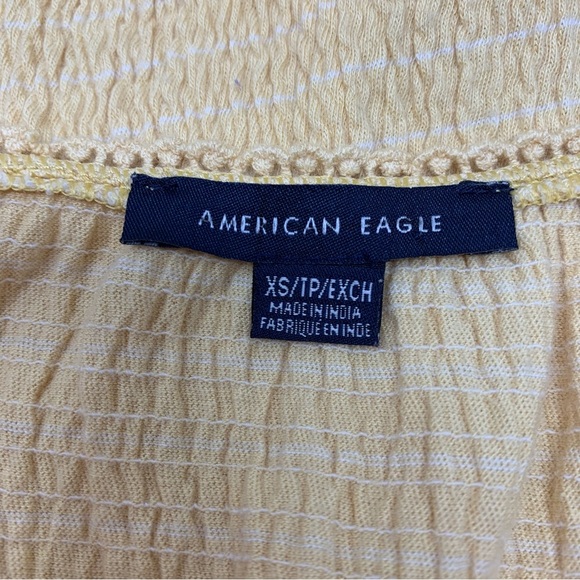 AMERICAN EAGLE
XS/TP/EXCH
MADE IN INDIA
FABRIQUÉ EN INDE